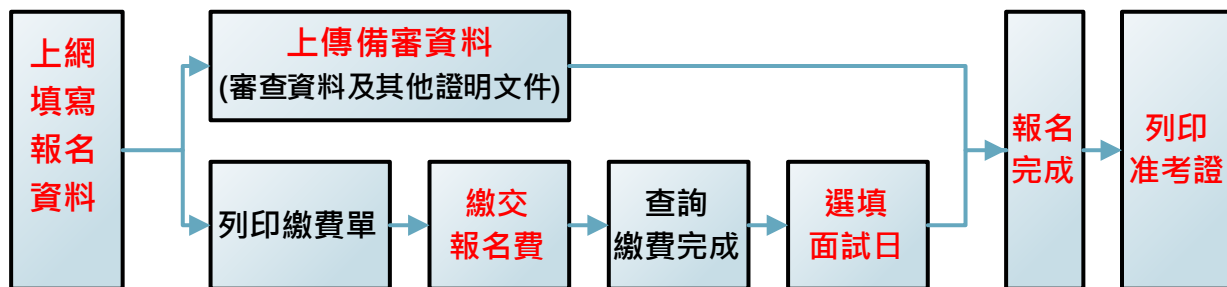 上網
填寫
報名
資料
上傳備審資料
(審查資料及其他證明文件)
列印繳費單
繳交
報名費
查詢
繳費完成
選填
面試日
報名
完成
列印
准考證